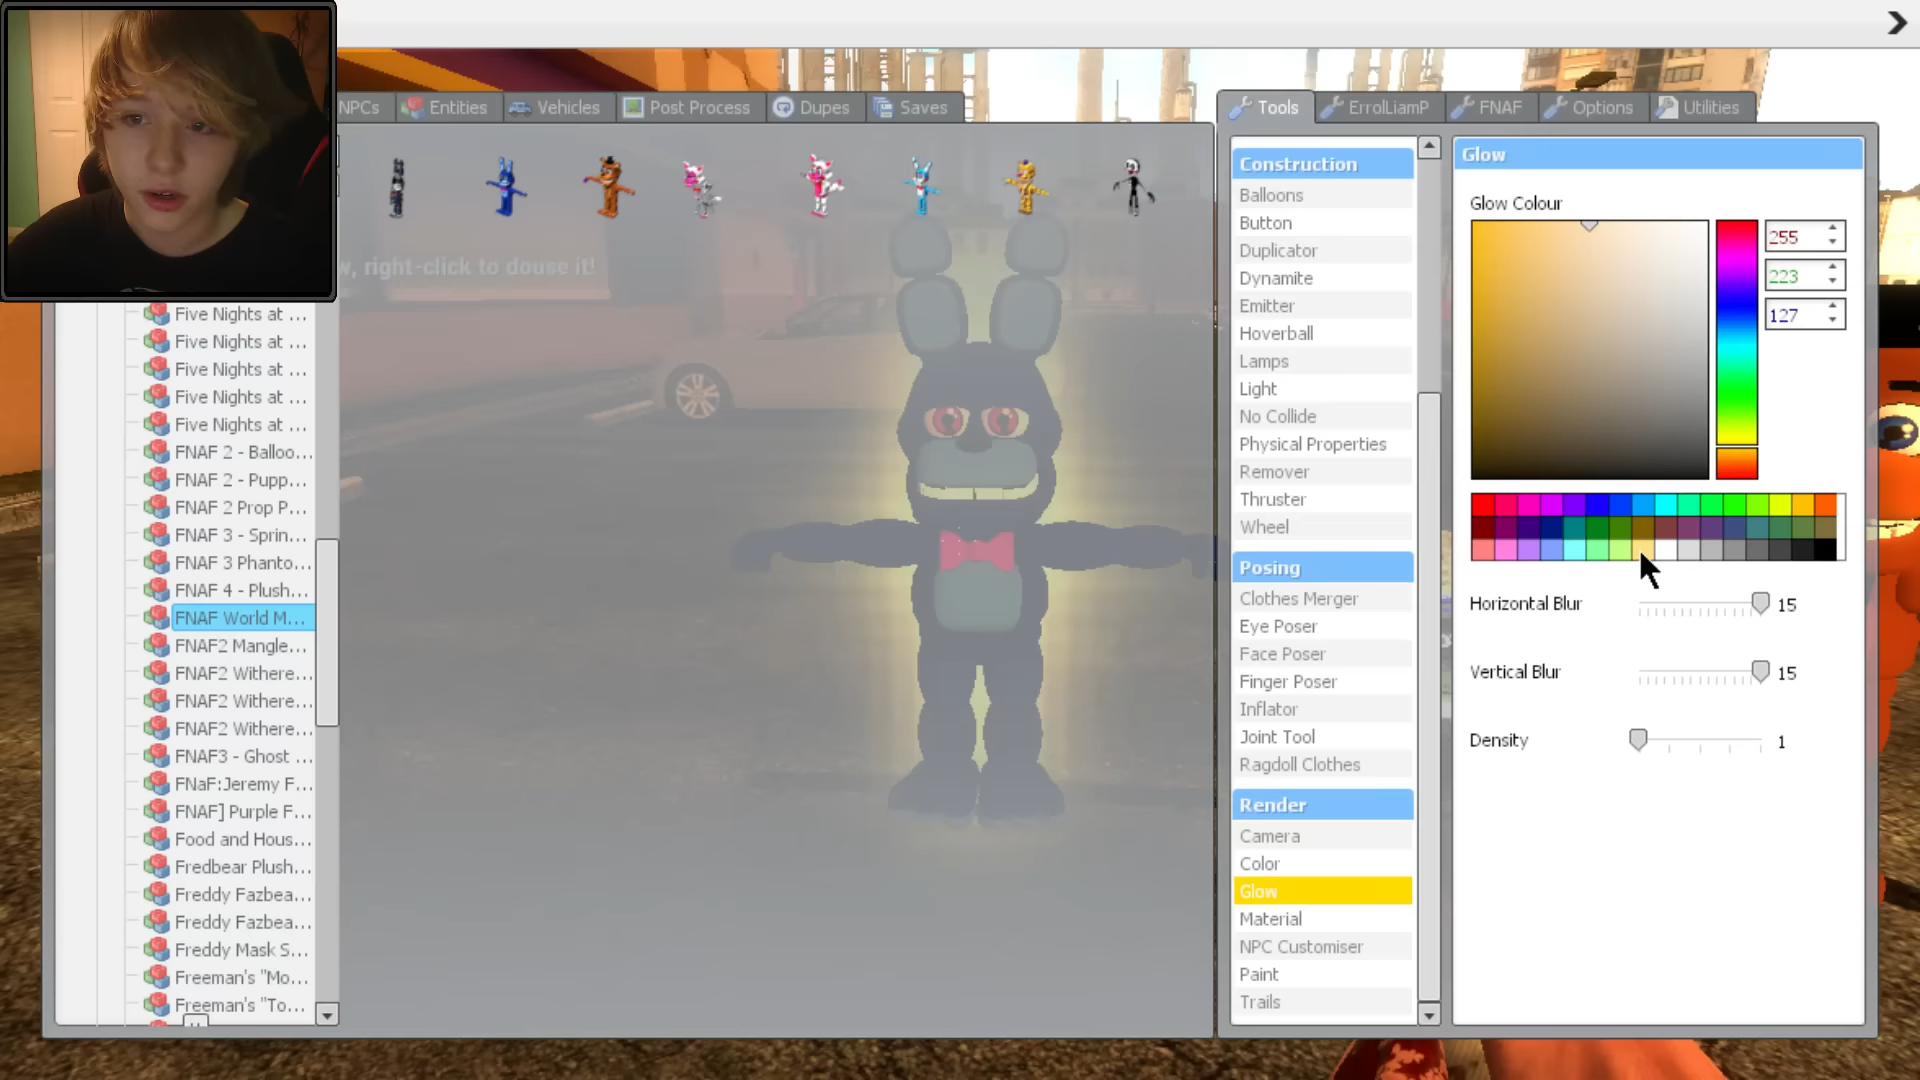 NPCs
Entities
Vehicles
Post Process
Dupes
Saves
w, right-click to douse it!
Five Nights at ...
Five Nights at ...
Five Nights at ...
Five Nights at ...
Five Nights at ...
FNAF 2 - Balloo...
FNAF 2 - Pupp...
FNAF 2 Prop P...
FNAF 3 - Sprin...
FNAF 3 Phanto...
FNAF 4 - Plush...
FNAF World M...
FNAF2 Mangle...
FNAF2 Withere...
FNAF2 Withere...
FNAF2 Withere...
FNAF3 - Ghost ...
FNaF:Jeremy F...
FNAF] Purple F...
Food and Hous...
Fredbear Plush...
Freddy Fazbea...
Freddy Fazbea...
Freddy Mask S...
Freeman's "Mo...
Freeman's "To...
Tools
ErrolLiamP
FNAF
Options
Utilities
Construction
Balloons
Button
Duplicator
Dynamite
Emitter
Hoverball
Lamps
Light
No Collide
Physical Properties
Remover
Thruster
Wheel
Posing
Clothes Merger
Eye Poser
Face Poser
Finger Poser
Inflator
Joint Tool
Ragdoll Clothes
Render
Camera
Color
Glow
Material
NPC Customiser
Paint
Trails
Glow
Glow Colour
255
223
127
Horizontal Blur 15
Vertical Blur 15
Density 1